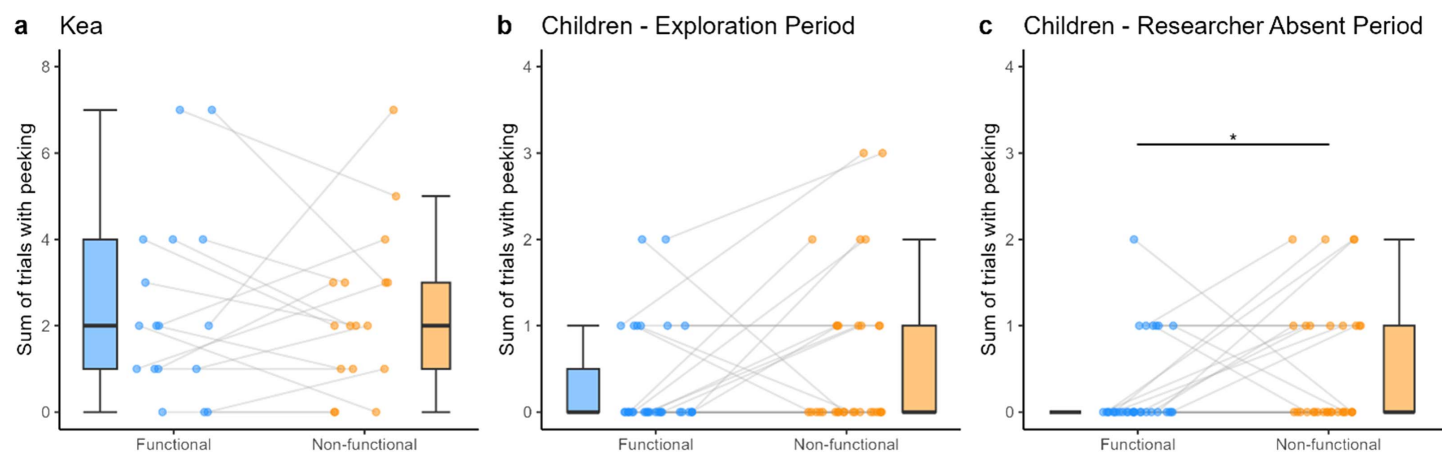 a Kea
Sum of trials with peeking
8
6
4
2
0
Functional Non-functional
b Children - Exploration Period
Sum of trials with peeking
4
3
2
1
0
Functional Non-functional
c Children - Researcher Absent Period
Sum of trials with peeking
4
3
2
1
0
*
Functional Non-functional